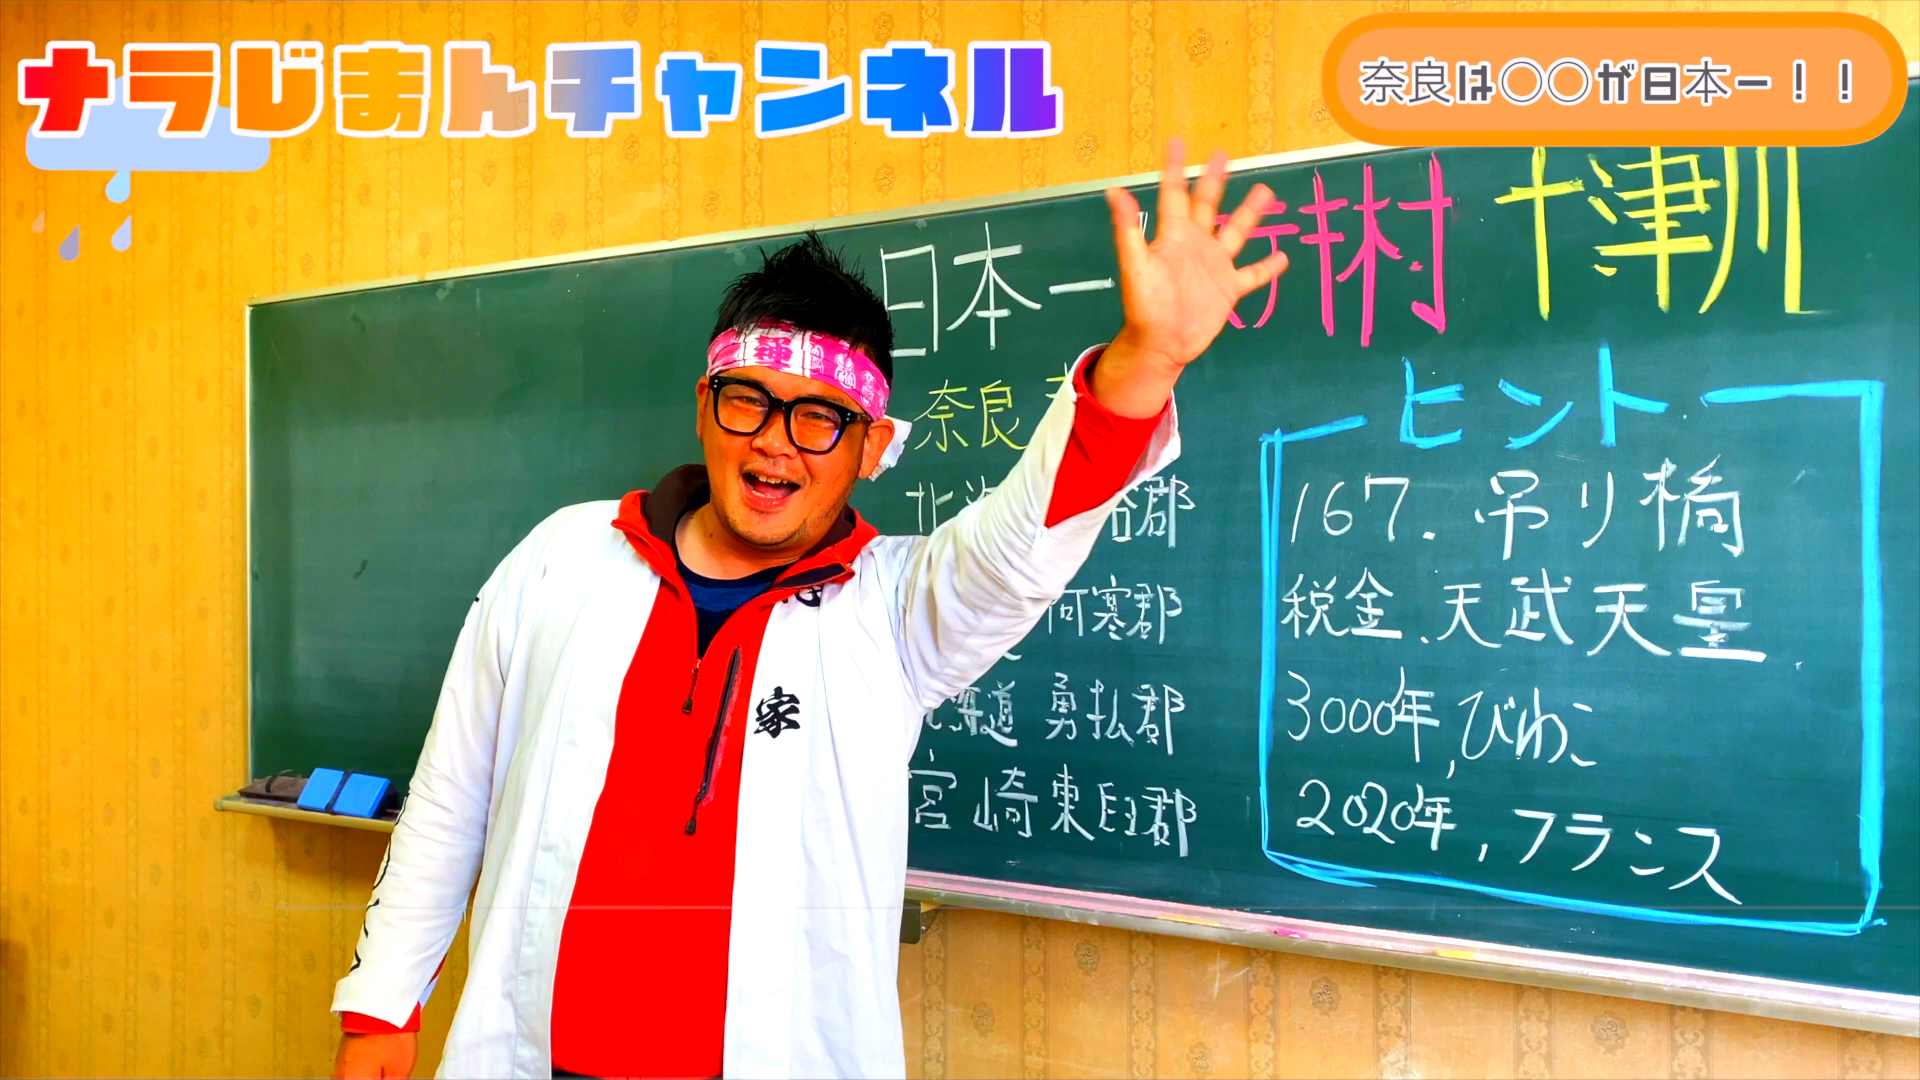 ナラじまんチャンネル
奈良は〇〇が日本一！！
日本一
村
十津川
奈良
北海 郡
阿寒郡
道 勇払郡
宮崎東臼郡
ヒント
167.吊り橋
税金、天武天皇.
3000年,びわこ
2020年,フランス
禅
家